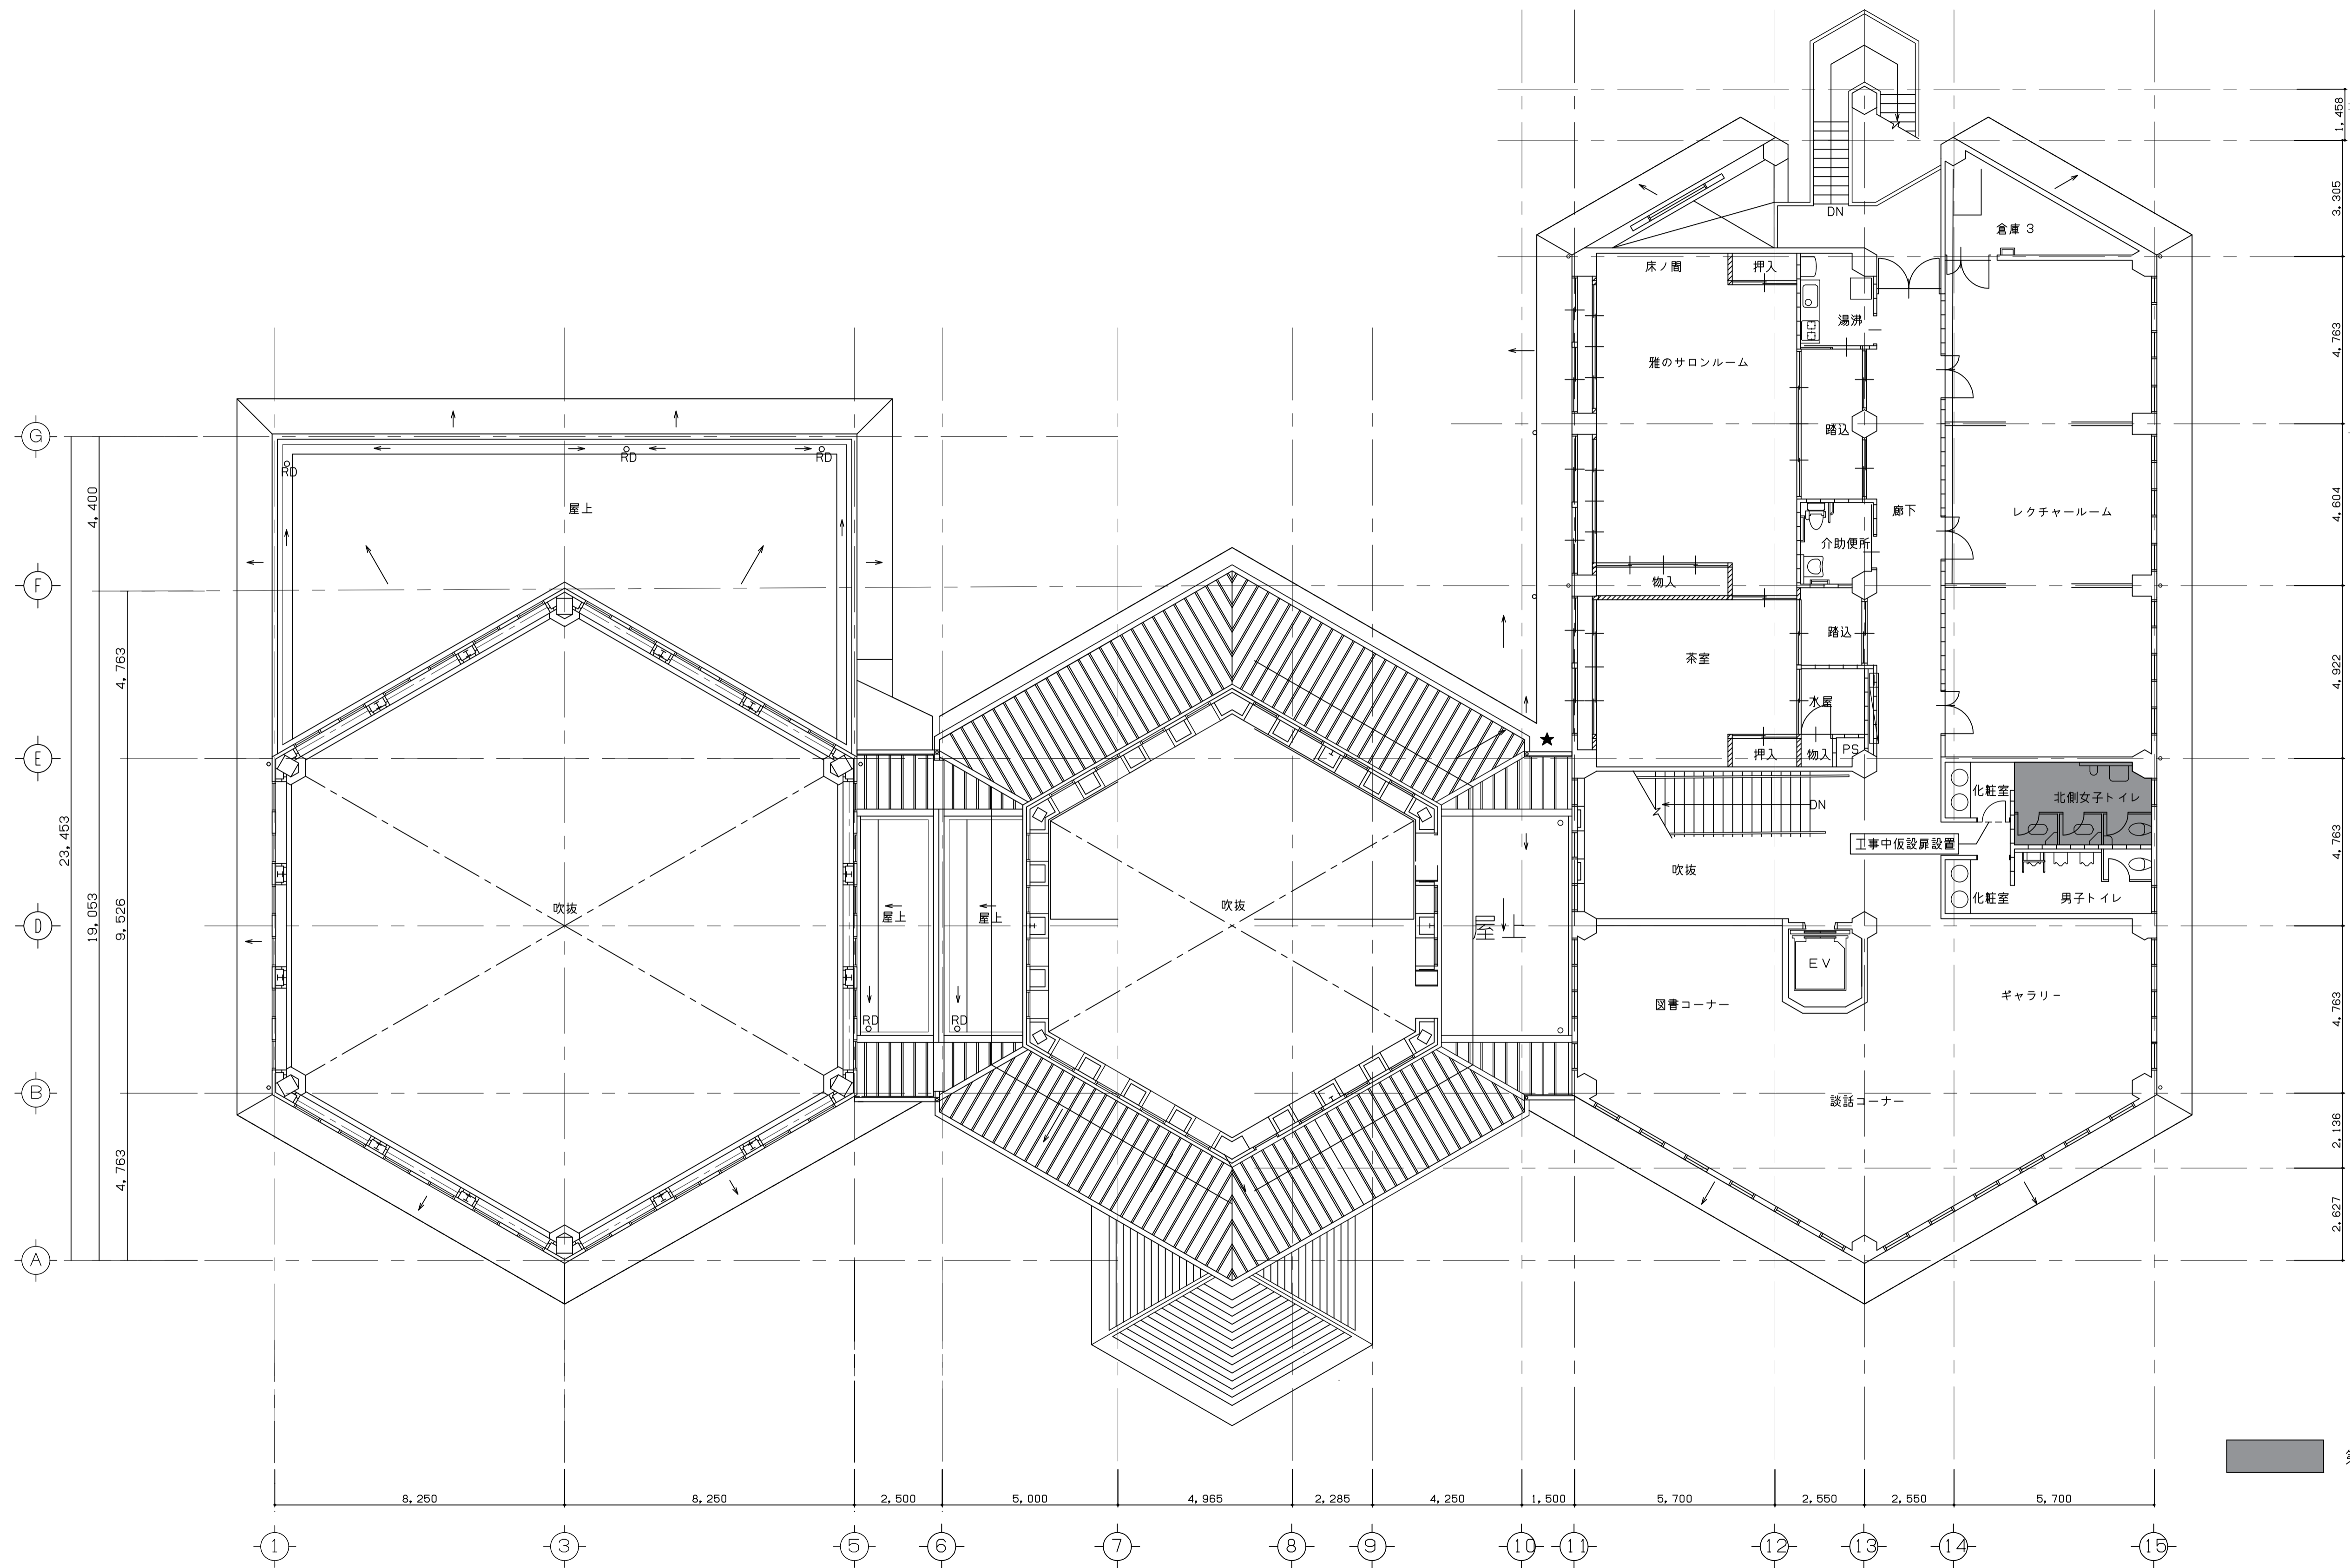 1,458
3,305
DN
倉庫 3
床ノ間
押入
湯沸
4,763
雅のサロンルーム
踏込
G
RD
RD
RD
屋上
4,400
廊下
レクチャールーム
4,604
介助便所
物入
F
踏込
茶室
4,763
4,922
水屋
★
E
押入
物入
PS
化粧室
北側女子トイレ
DN
工事中仮設扉設置
23,453
4,763
吹抜
化粧室
男子トイレ
19,053
9,526
吹抜
屋上
屋上
吹抜
屋上
D
EV
図書コーナー
ギャラリー
4,763
RD
RD
B
談話コーナー
2,136
4,763
2,627
A
8,250
8,250
2,500
5,000
4,965
2,285
4,250
1,500
5,700
2,550
2,550
5,700
1
3
5
6
7
8
9
10
11
12
13
14
15